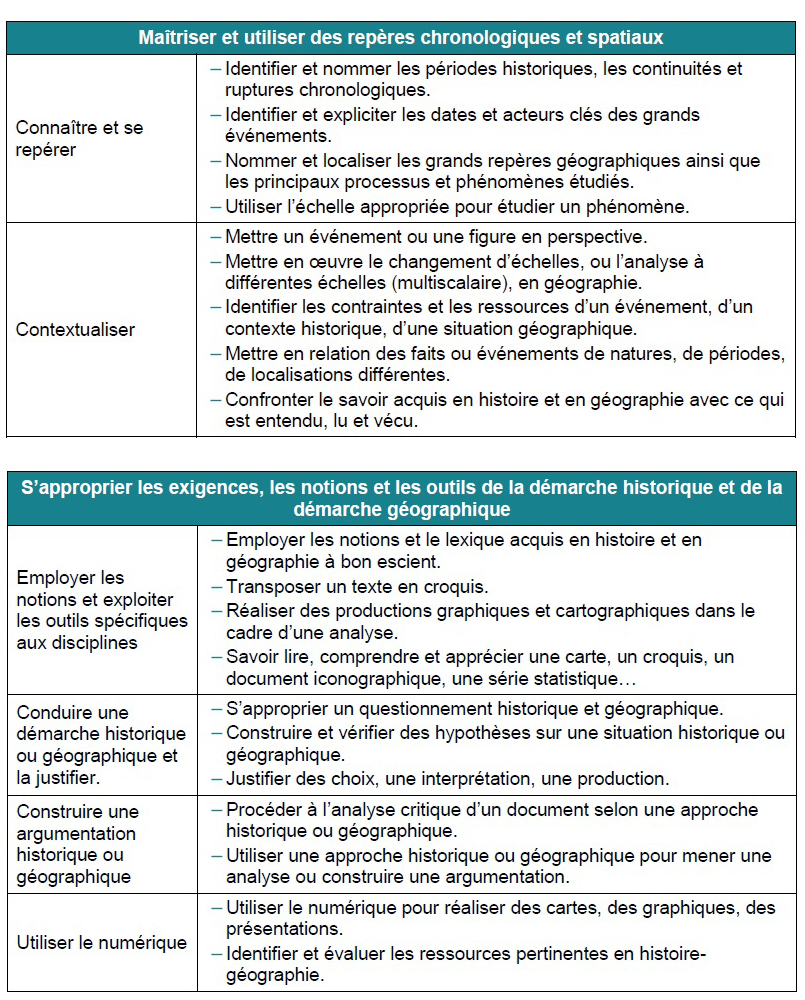 Maîtriser et utiliser des repères chronologiques et spatiaux
Connaître et se
repérer
– Identifier et nommer les périodes historiques, les continuités et
ruptures chronologiques.
– Identifier et expliciter les dates et acteurs clés des grands
événements.
– Nommer et localiser les grands repères géographiques ainsi que
les principaux processus et phénomènes étudiés.
– Utiliser l’échelle appropriée pour étudier un phénomène.
Contextualiser
– Mettre un événement ou une figure en perspective.
– Mettre en œuvre le changement d’échelles, ou l’analyse à
différentes échelles (multiscalaire), en géographie.
– Identifier les contraintes et les ressources d’un événement, d’un
contexte historique, d’une situation géographique.
– Mettre en relation des faits ou événements de natures, de périodes,
de localisations différentes.
– Confronter le savoir acquis en histoire et en géographie avec ce qui
est entendu, lu et vécu.
S’approprier les exigences, les notions et les outils de la démarche historique et de la
démarche géographique
Employer les
notions et exploiter
les outils spécifiques
aux disciplines
– Employer les notions et le lexique acquis en histoire et en
géographie à bon escient.
– Transposer un texte en croquis.
– Réaliser des productions graphiques et cartographiques dans le
cadre d’une analyse.
– Savoir lire, comprendre et apprécier une carte, un croquis, un
document iconographique, une série statistique…
Conduire une
démarche historique
ou géographique et
la justifier.
– S’approprier un questionnement historique et géographique.
– Construire et vérifier des hypothèses sur une situation historique ou
géographique.
– Justifier des choix, une interprétation, une production.
Construire une
argumentation
historique ou
géographique
– Procéder à l’analyse critique d’un document selon une approche
historique ou géographique.
– Utiliser une approche historique ou géographique pour mener une
analyse ou construire une argumentation.
Utiliser le numérique
– Utiliser le numérique pour réaliser des cartes, des graphiques, des
présentations.
– Identifier et évaluer les ressources pertinentes en histoire-
géographie.